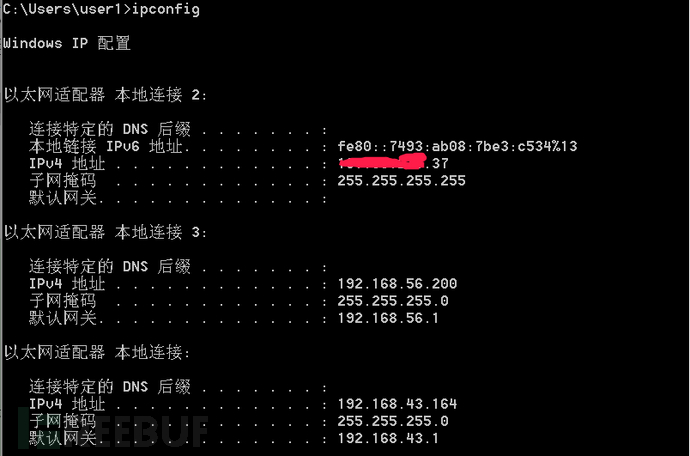 C:\Users\user1>ipconfig
Windows IP 配置
以太网适配器 本地连接 2:
连接特定的 DNS 后缀 . . . . . . . :
本地链接 IPv6 地址. . . . . . . . : fe80::7493:ab08:7be3:c534%13
IPv4 地址 . . . . . . . . . . . . : .37
子网掩码 . . . . . . . . . . . . : 255.255.255.255
默认网关. . . . . . . . . . . . . :
以太网适配器 本地连接 3:
连接特定的 DNS 后缀 . . . . . . . :
IPv4 地址 . . . . . . . . . . . . : 192.168.56.200
子网掩码 . . . . . . . . . . . . : 255.255.255.0
默认网关. . . . . . . . . . . . . : 192.168.56.1
以太网适配器 本地连接:
连接特定的 DNS 后缀 . . . . . . . :
IPv4 地址 . . . . . . . . . . . . : 192.168.43.164
子网掩码 . . . . . . . . . . . . : 255.255.255.0
默认网关. . . . . . . . . . . . . : 192.168.43.1